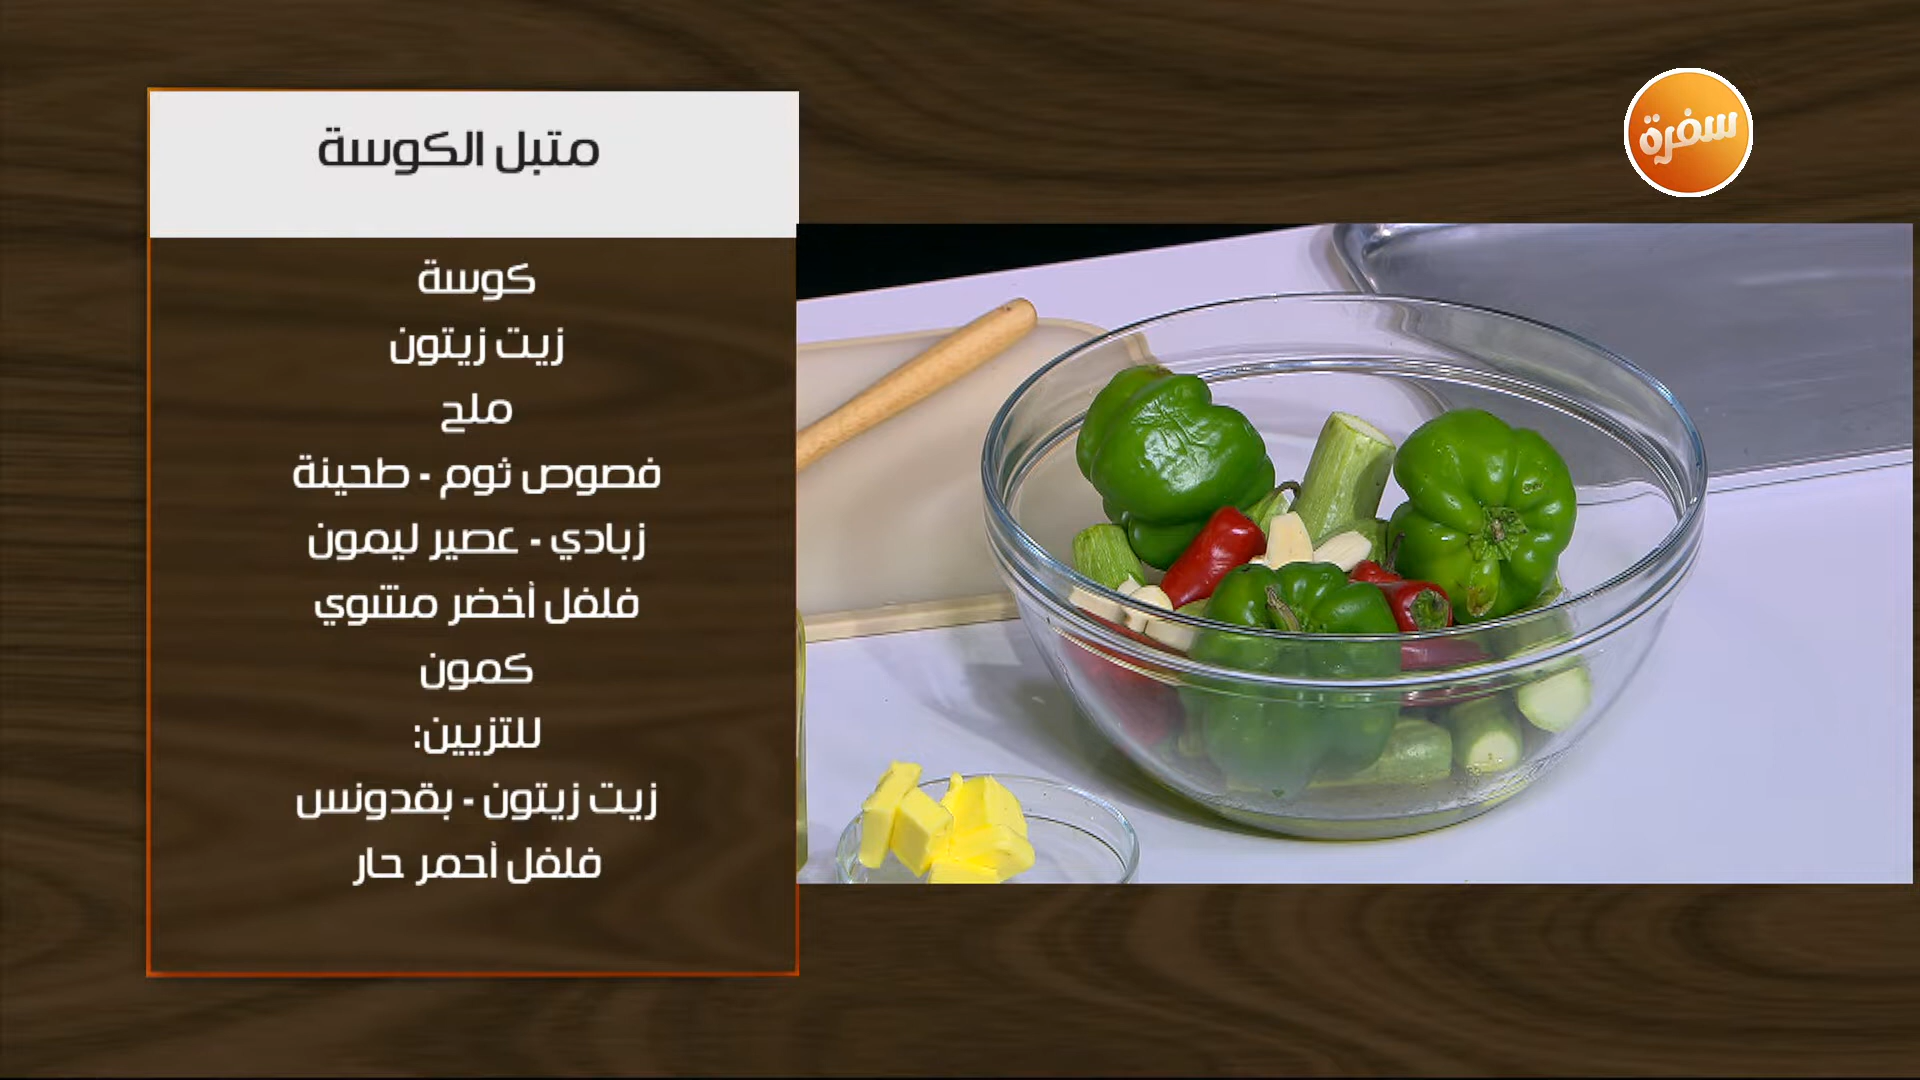 متبل الكوسة
سفرة
كوسة
زيت زيتون
ملح
فصوص ثوم - طحينة
زبادي - عصير ليمون
فلفل أخضر مشوي
كمون
للتزيين:
زيت زيتون - بقدونس
فلفل أحمر حار